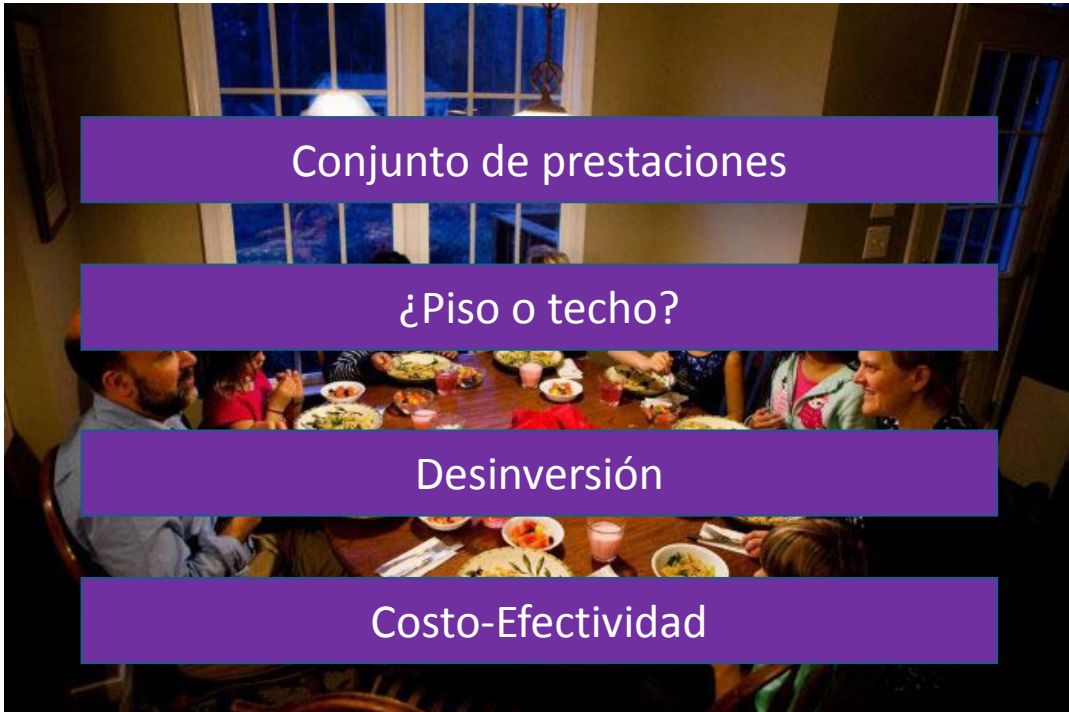 Conjunto de prestaciones
¿Piso o techo?
Desinversión
Costo-Efectividad